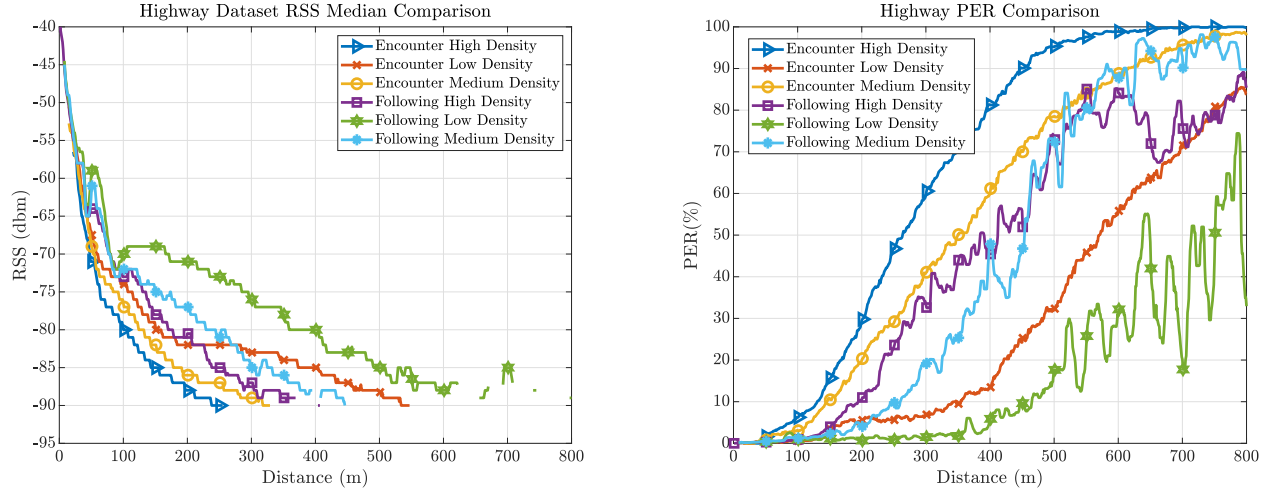 Highway Dataset RSS Median Comparison
-40
-45
-50
-55
-60
-65
-70
-75
-80
-85
-90
-95
RSS (dbm)
Encounter High Density
Encounter Low Density
Encounter Medium Density
Following High Density
Following Low Density
Following Medium Density
0 100 200 300 400 500 600 700 800
Distance (m)
Highway PER Comparison
100
90
80
70
60
50
40
30
20
10
0
PER(%)
Encounter High Density
Encounter Low Density
Encounter Medium Density
Following High Density
Following Low Density
Following Medium Density
0 100 200 300 400 500 600 700 800
Distance (m)